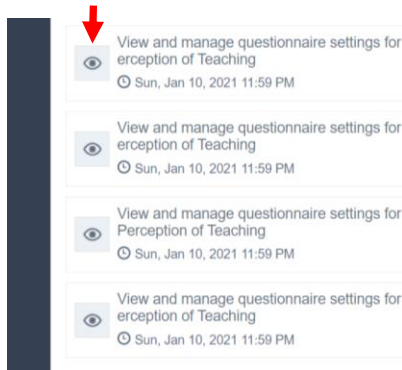 View and manage questionnaire settings for
erception of Teaching
Sun, Jan 10, 2021 11:59 PM
View and manage questionnaire settings for
erception of Teaching
Sun, Jan 10, 2021 11:59 PM
View and manage questionnaire settings for
Perception of Teaching
Sun, Jan 10, 2021 11:59 PM
View and manage questionnaire settings for
erception of Teaching
Sun, Jan 10, 2021 11:59 PM